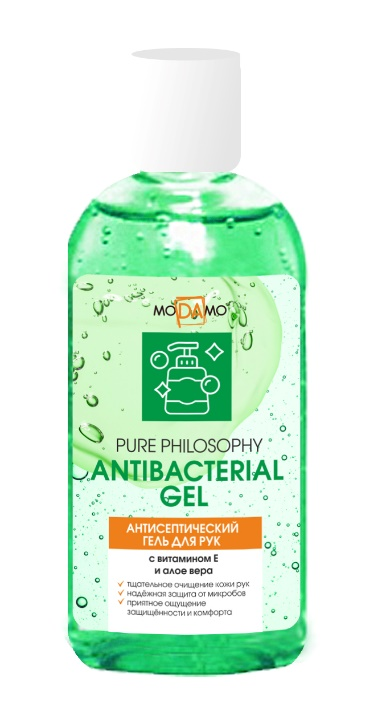 MODAMO
PURE PHILOSOPHY
ANTIBACTERIAL
GEL
АНТИСЕПТИЧЕСКИЙ
ГЕЛЬ ДЛЯ РУК
с витамином Е
и алое вера
тщательное очищение кожи рук
надёжная защита от микробов
приятное ощущение
защищённости и комфорта